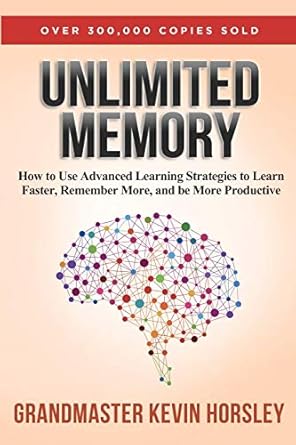 OVER 300,000 COPIES SOLD
UNLIMITED
MEMORY
How to Use Advanced Learning Strategies to Learn
Faster, Remember More, and be More Productive
GRANDMASTER KEVIN HORSLEY